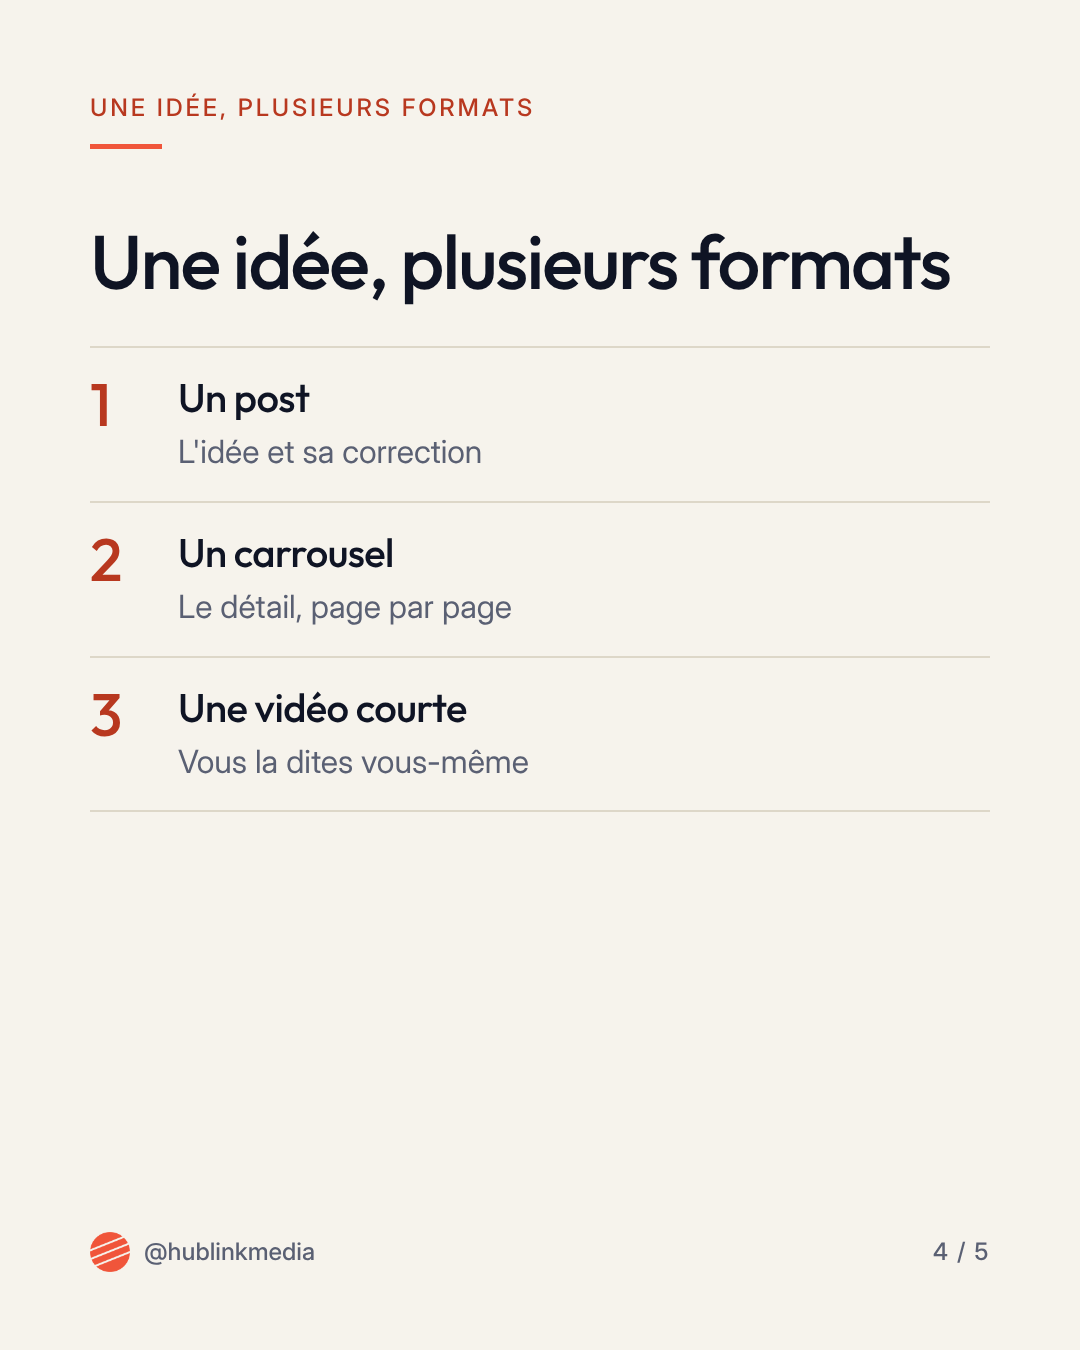 UNE IDÉE, PLUSIEURS FORMATS
Une idée, plusieurs formats
1
Un post
L'idée et sa correction
2
Un carrousel
Le détail, page par page
3
Une vidéo courte
Vous la dites vous-même
@hublinkmedia
4 / 5